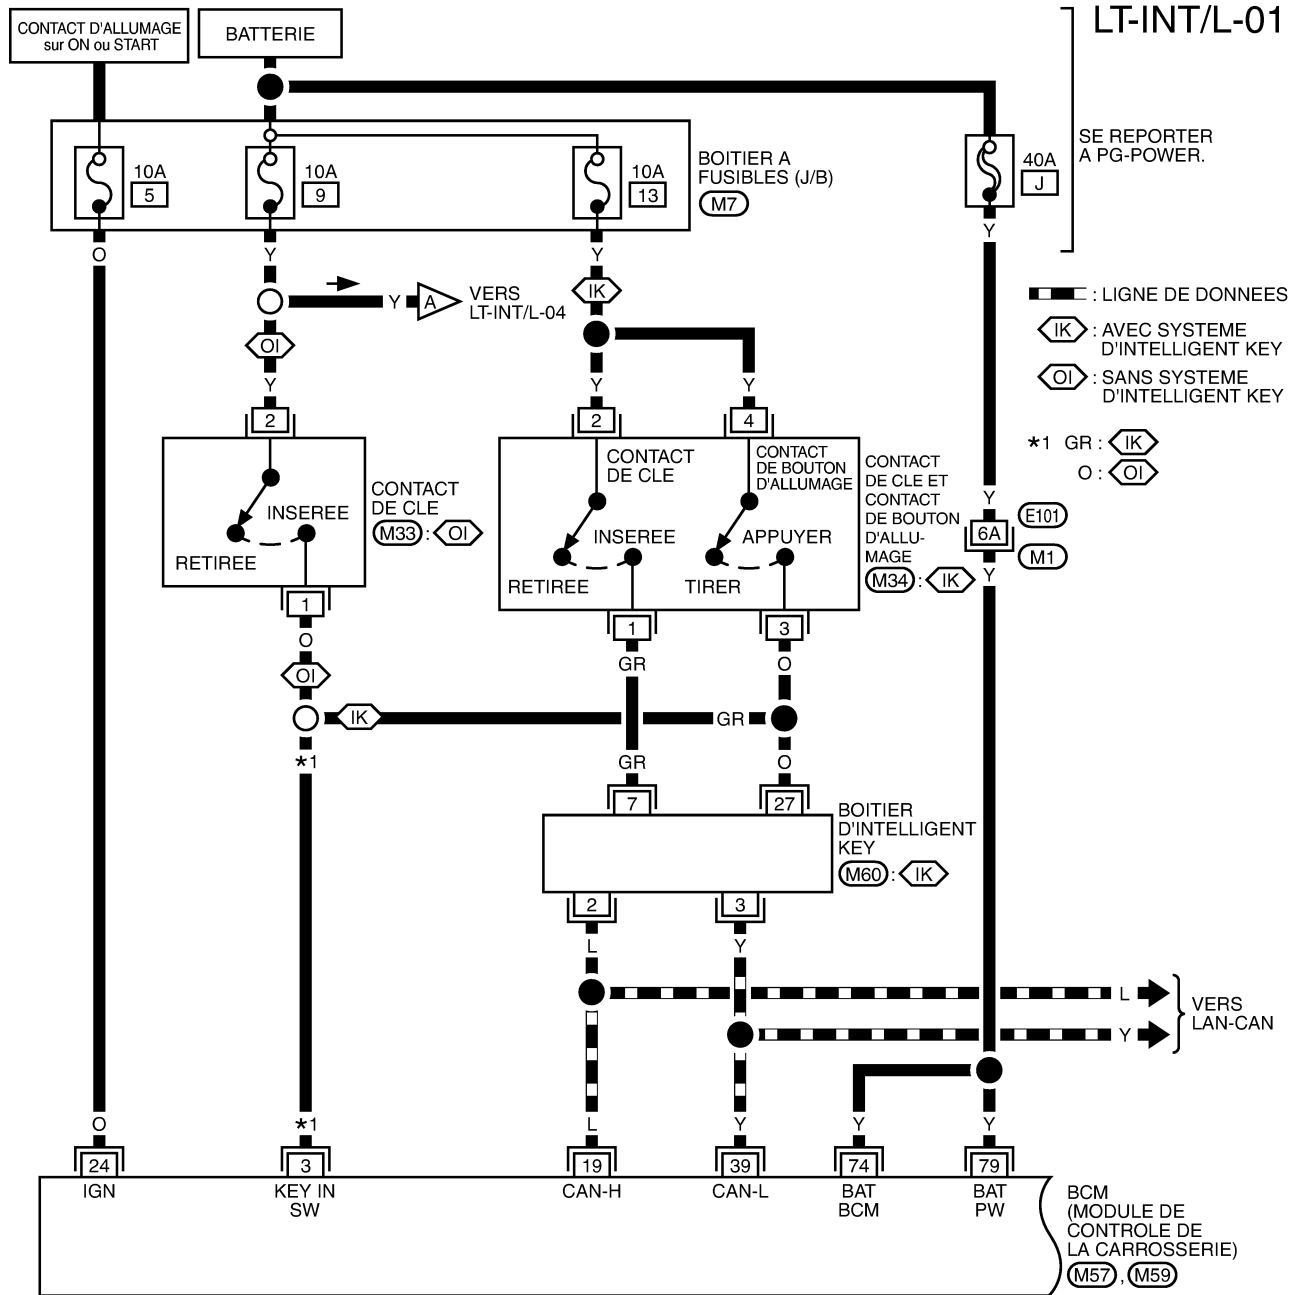 LT-INT/L-01
CONTACT D'ALLUMAGE
sur ON ou START
BATTERIE
SE REPORTER
A PG-POWER.
10A
5
10A
9
10A
13
BOITIER A
FUSIBLES (J/B)
M7
40A
J
O
Y
Y
Y
IK
Y
A
VERS
LT-INT/L-04
OI
: LIGNE DE DONNEES
IK : AVEC SYSTEME
D'INTELLIGENT KEY
OI : SANS SYSTEME
D'INTELLIGENT KEY
*1 GR : IK
O : OI
Y
Y
Y
2
2
4
CONTACT
DE CLE
M33 : OI
INSEREE
RETIREE
CONTACT
DE CLE
INSEREE
RETIREE
CONTACT
DE BOUTON
D'ALLUMAGE
APPUYER
TIRER
CONTACT
DE CLE ET
CONTACT
DE BOUTON
D'ALLU-
MAGE
M34 : IK
Y
E101
6A
M1
Y
1
1
3
O
GR
O
OI
IK
GR
*1
GR
O
7
27
BOITIER
D'INTELLIGENT
KEY
M60 : IK
2
3
L
Y
L
Y
VERS
LAN-CAN
O
*1
L
Y
Y
Y
24
3
19
39
74
79
IGN
KEY IN
SW
CAN-H
CAN-L
BAT
BCM
BAT
PW
BCM
(MODULE DE
CONTROLE DE
LA CARROSSERIE)
M57 , M59